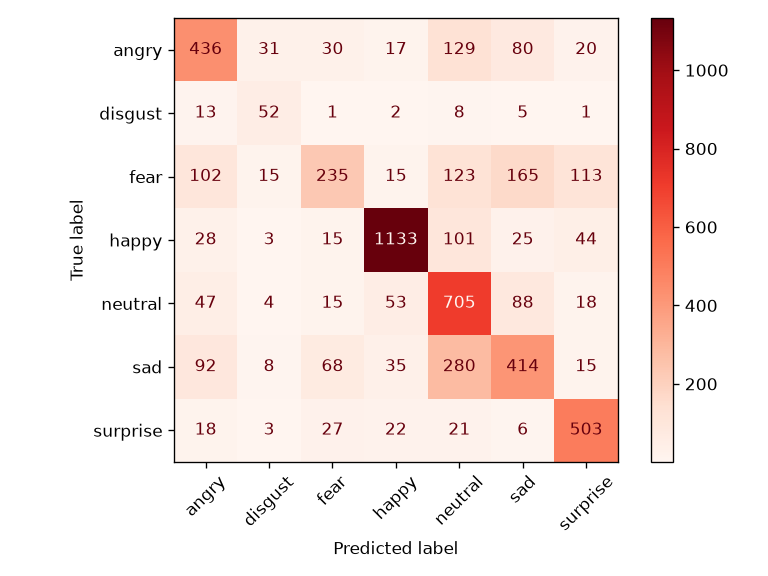 angry 436 31 30 17 129 80 20
disgust 13 52 1 2 8 5 1
fear 102 15 235 15 123 165 113
happy 28 3 15 1133 101 25 44
neutral 47 4 15 53 705 88 18
sad 92 8 68 35 280 414 15
surprise 18 3 27 22 21 6 503
angry disgust fear happy neutral sad surprise
Predicted label
True label
1000
800
600
400
200